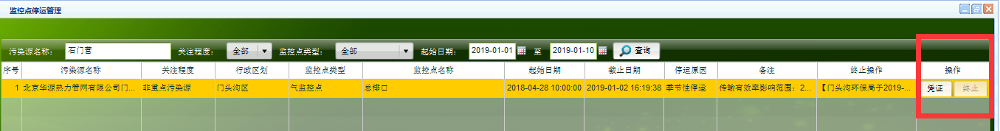 监控点停运管理
污染源名称： 石门营 关注程度： 全部 监控点类型： 全部 起始日期： 2019-01-01 至 2019-01-10 查询
序号 污染源名称 关注程度 行政区划 监控点类型 监控点名称 起始日期 截止日期 停运原因 备注 终止操作 操作
1 北京华源热力管网有限公司门... 非重点污染源 门头沟区 气监控点 总排口 2018-04-28 10:00:00 2019-01-02 16:19:38 季节性停运 传输有效率影响范围：2... 【门头沟环保局于2019-... 凭证 终止